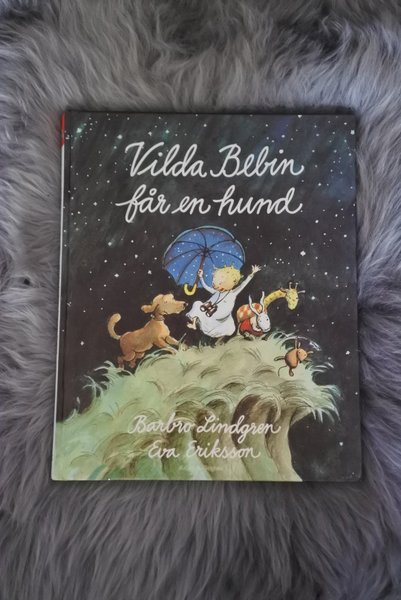 Vilda Bebin
får en hund
Barbro Lindgren
Eva Eriksson